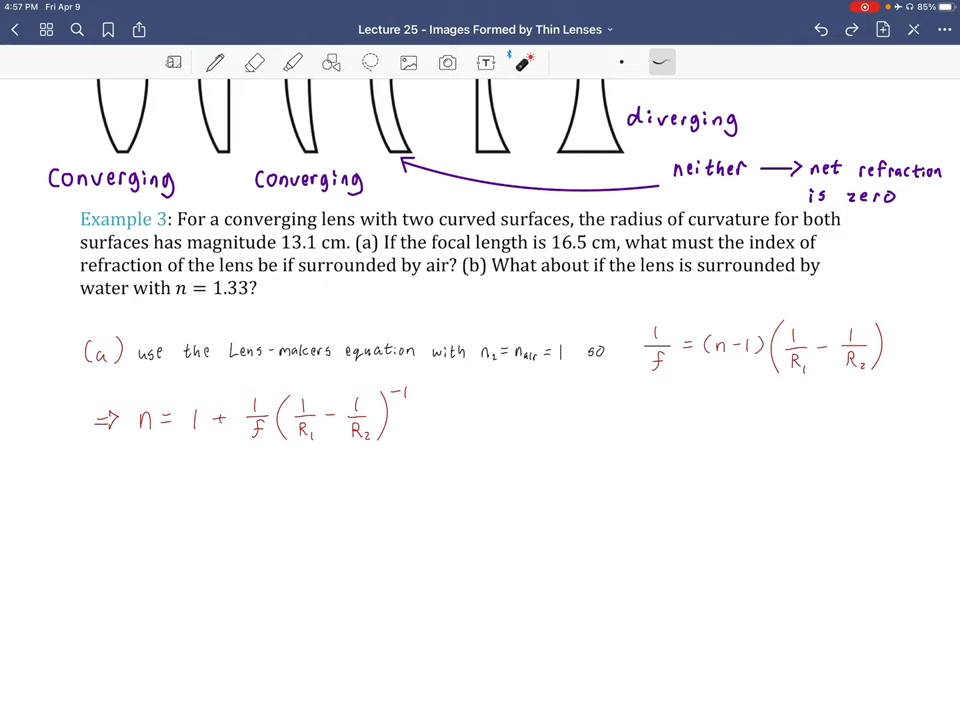 4:57 PM Fri Apr 9
85%
Lecture 25 - Images Formed by Thin Lenses
T
diverging
Converging
Converging
neither → net refraction
is zero
Example 3: For a converging lens with two curved surfaces, the radius of curvature for both
surfaces has magnitude 13.1 cm. (a) If the focal length is 16.5 cm, what must the index of
refraction of the lens be if surrounded by air? (b) What about if the lens is surrounded by
water with n = 1.33?
(a) use the Lens-makers equation with n₂ = n_air = 1 so 1/f = (n-1)(1/R₁ - 1/R₂)
⇒ n = 1 + 1/f (1/R₁ - 1/R₂)⁻¹